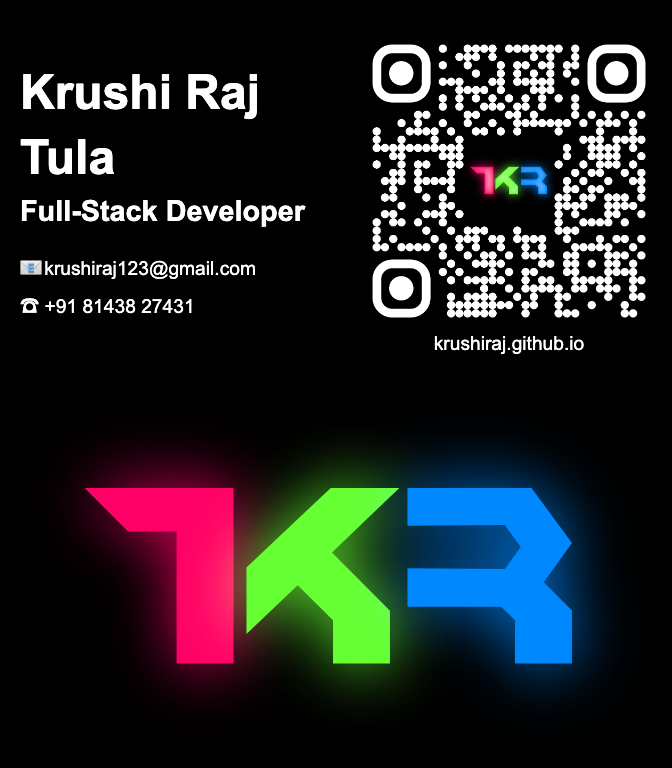 Krushi Raj
Tula
Full-Stack Developer
📧krushiraj123@gmail.com
☎ +91 81438 27431
TKR
krushiraj.github.io
TKR